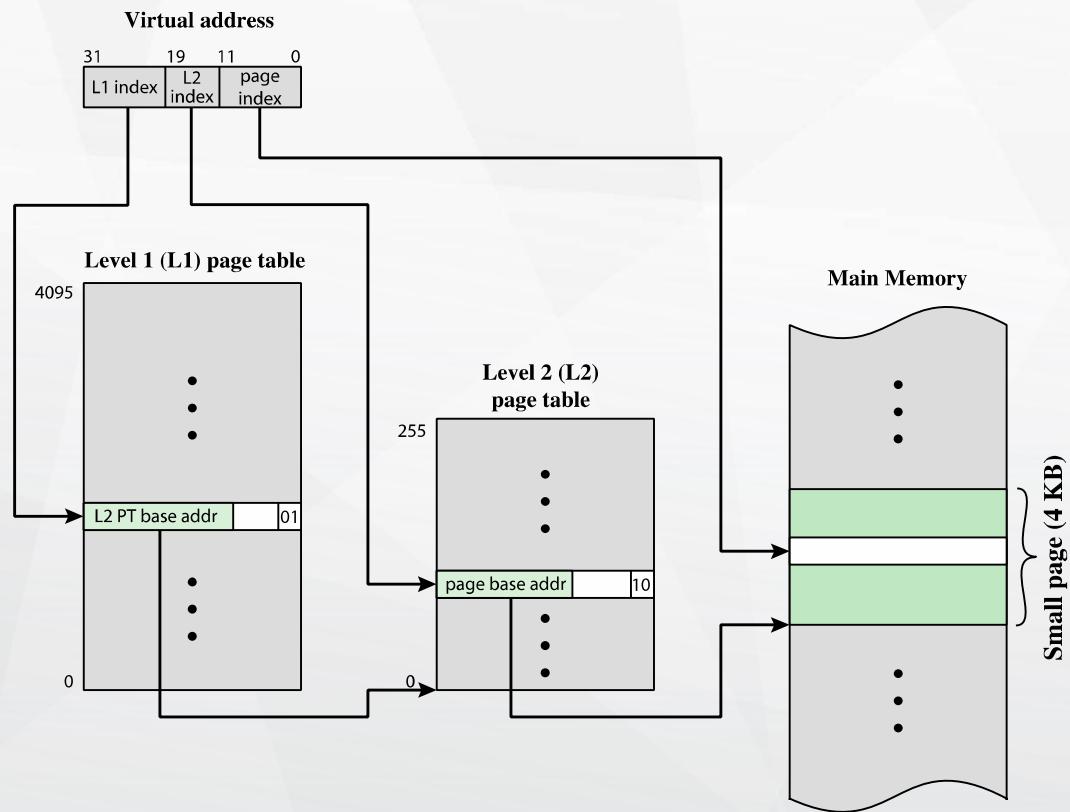 Virtual address
31 19 11 0
L1 index
L2
index
page
index
Level 1 (L1) page table
4095
L2 PT base addr
01
0
Level 2 (L2)
page table
255
page base addr
10
0
Main Memory
Small page (4 KB)